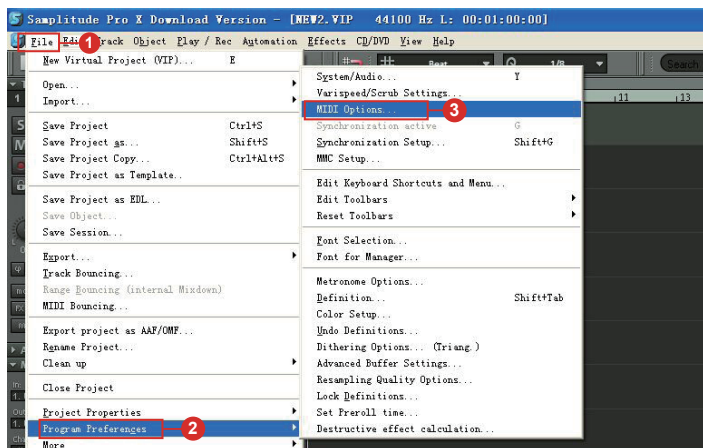 Samplitude Pro X Download Version - [NEW2.VIP 44100 Hz L: 00:01:00:00]
File 1 Track Object Play / Rec Automation Effects CD/DVD View Help
New Virtual Project (VIP)... E
Open...
Import...
Save Project Ctrl+S
Save Project as... Shift+S
Save Project Copy... Ctrl+Alt+S
Save Project as Template..
Save Project as EDL...
Save Object...
Save Session...
Export...
Track Bouncing...
Range Bouncing (internal Mixdown)
MIDI Bouncing...
Export project as AAF/OMF...
Rename Project...
Clean up
Close Project
Project Properties
Program Preferences 2
More
Beat 1/8 Search
System/Audio... Y
Varispeed/Scrub Settings...
MIDI Options... 3
Synchronization active G
Synchronization Setup... Shift+G
MMC Setup...
Edit Keyboard Shortcuts and Menu...
Edit Toolbars
Reset Toolbars
Font Selection...
Font for Manager...
Metronome Options...
Definition... Shift+Tab
Color Setup...
Undo Definitions...
Dithering Options... (Triang.)
Advanced Buffer Settings...
Resampling Quality Options...
Lock Definitions...
Set Preroll time...
Destructive effect calculation...
11 13